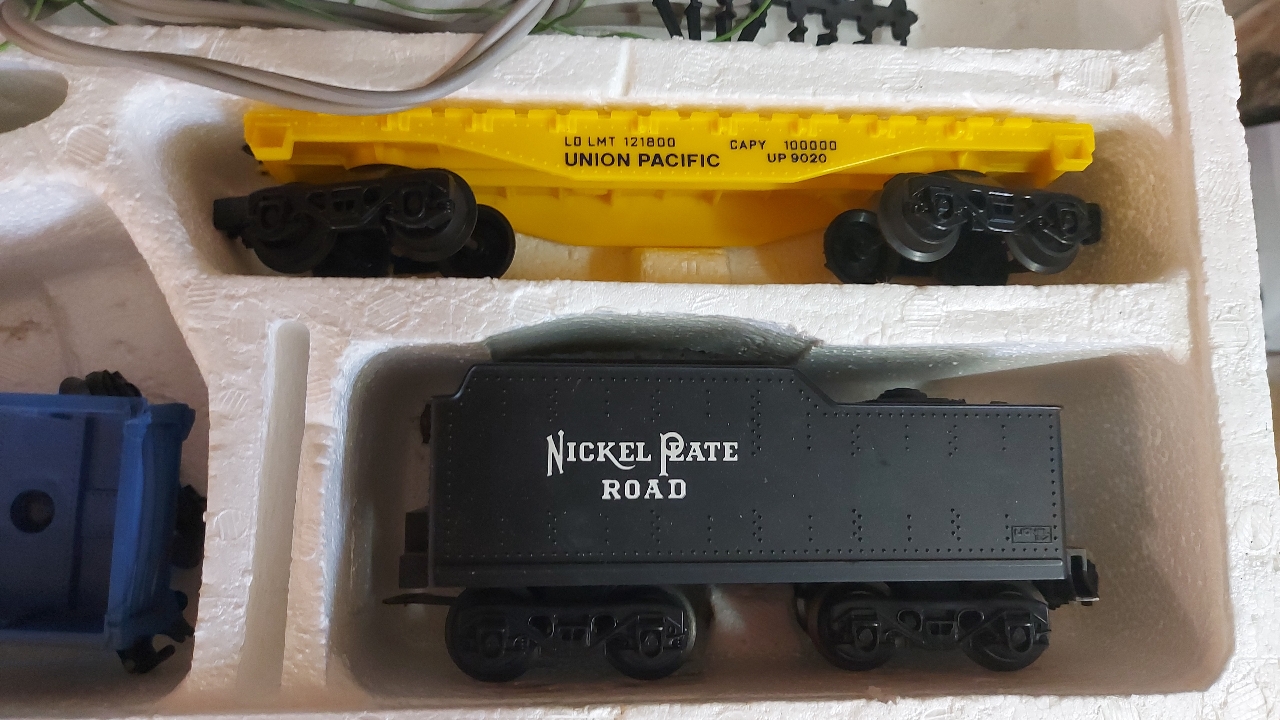 LD LMT 121800 CAPY 100000
UNION PACIFIC UP 9020
NICKEL PLATE
ROAD